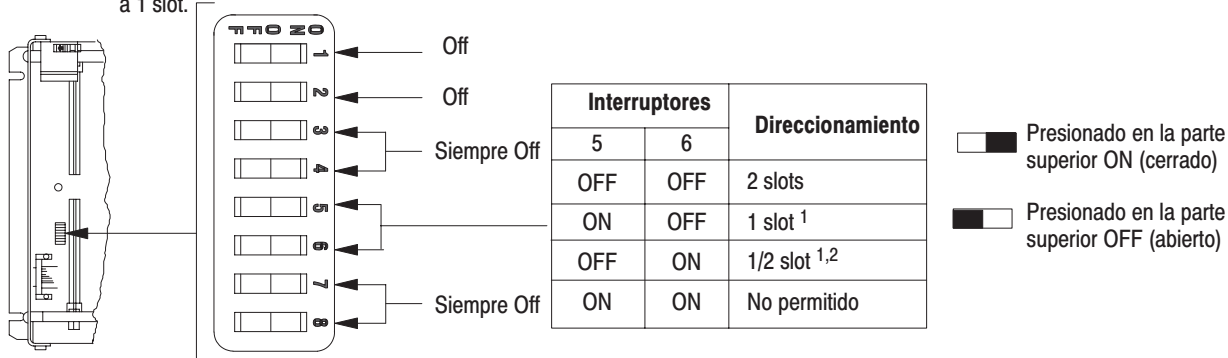 a 1 slot.
ON OFF
1
Off
2
Off
3
4
Siempre Off
5
6
7
8
Siempre Off
Interruptores
Direccionamiento
5 6
OFF OFF 2 slots
ON OFF 1 slot 1
OFF ON 1/2 slot 1,2
ON ON No permitido
Presionado en la parte
superior ON (cerrado)
Presionado en la parte
superior OFF (abierto)